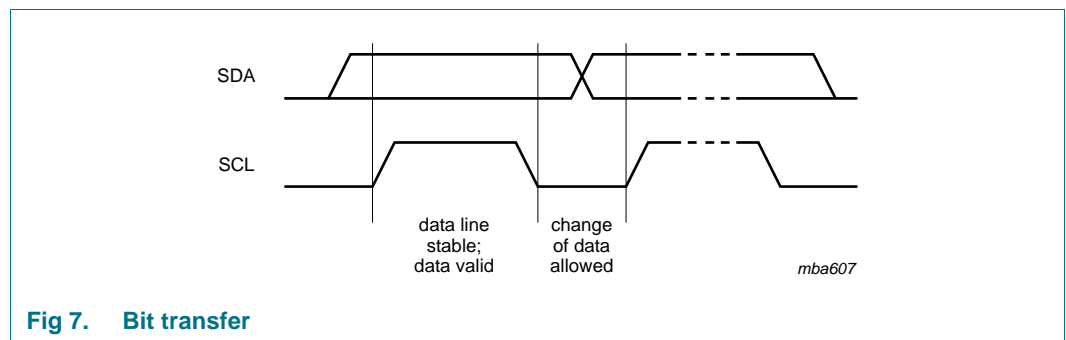 SDA
SCL
data line
stable;
data valid
change
of data
allowed
mba607
Fig 7. Bit transfer